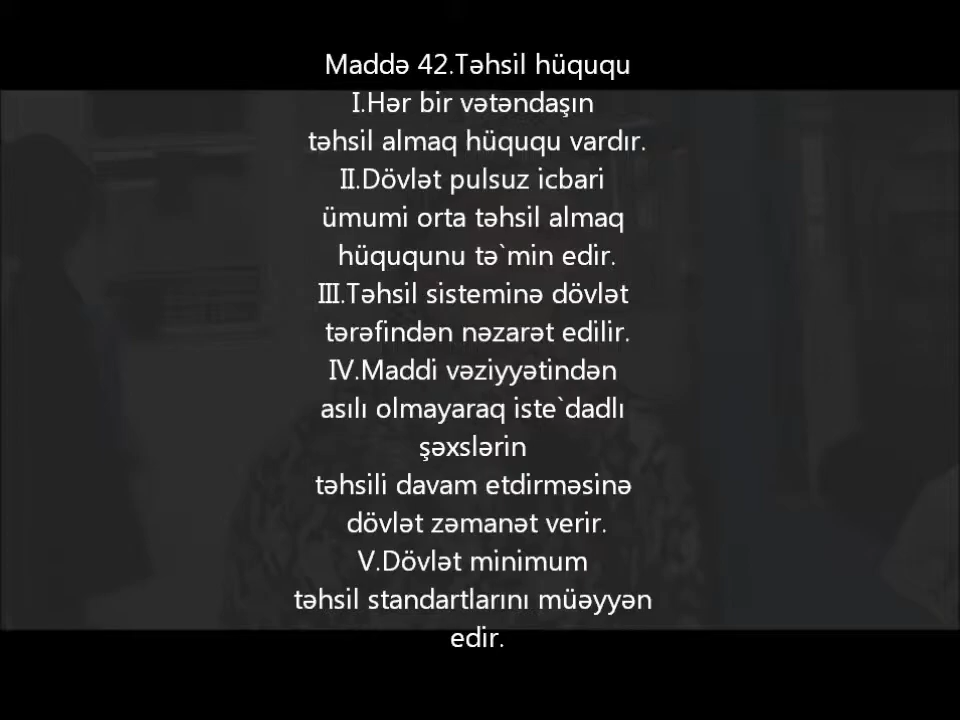 Maddə 42.Təhsil hüququ
I.Hər bir vətəndaşın
təhsil almaq hüququ vardır.
II.Dövlət pulsuz icbari
ümumi orta təhsil almaq
hüququnu tə`min edir.
III.Təhsil sisteminə dövlət
tərəfindən nəzarət edilir.
IV.Maddi vəziyyətindən
asılı olmayaraq iste`dadlı
şəxslərin
təhsili davam etdirməsinə
dövlət zəmanət verir.
V.Dövlət minimum
təhsil standartlarını müəyyən
edir.